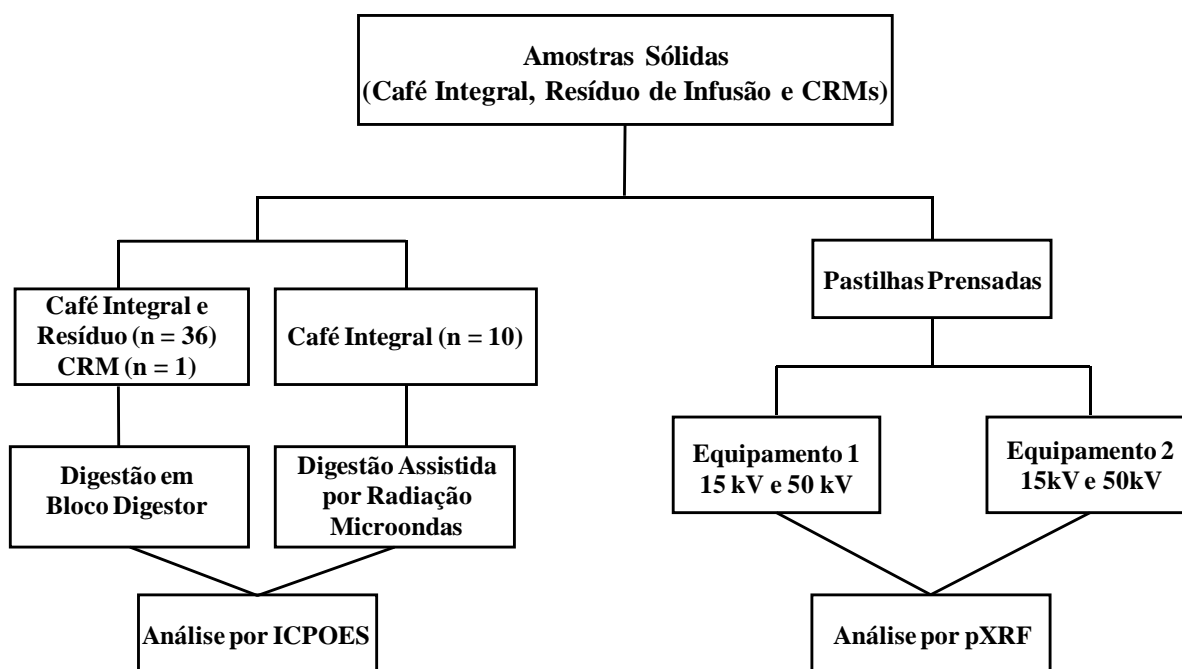 Amostras Sólidas
(Café Integral, Resíduo de Infusão e CRMs)
Café Integral e
Resíduo (n = 36)
CRM (n = 1)
Café Integral (n = 10)
Pastilhas Prensadas
Digestão em
Bloco Digestor
Digestão Assistida
por Radiação
Microondas
Equipamento 1
15 kV e 50 kV
Equipamento 2
15kV e 50kV
Análise por ICPOES
Análise por pXRF